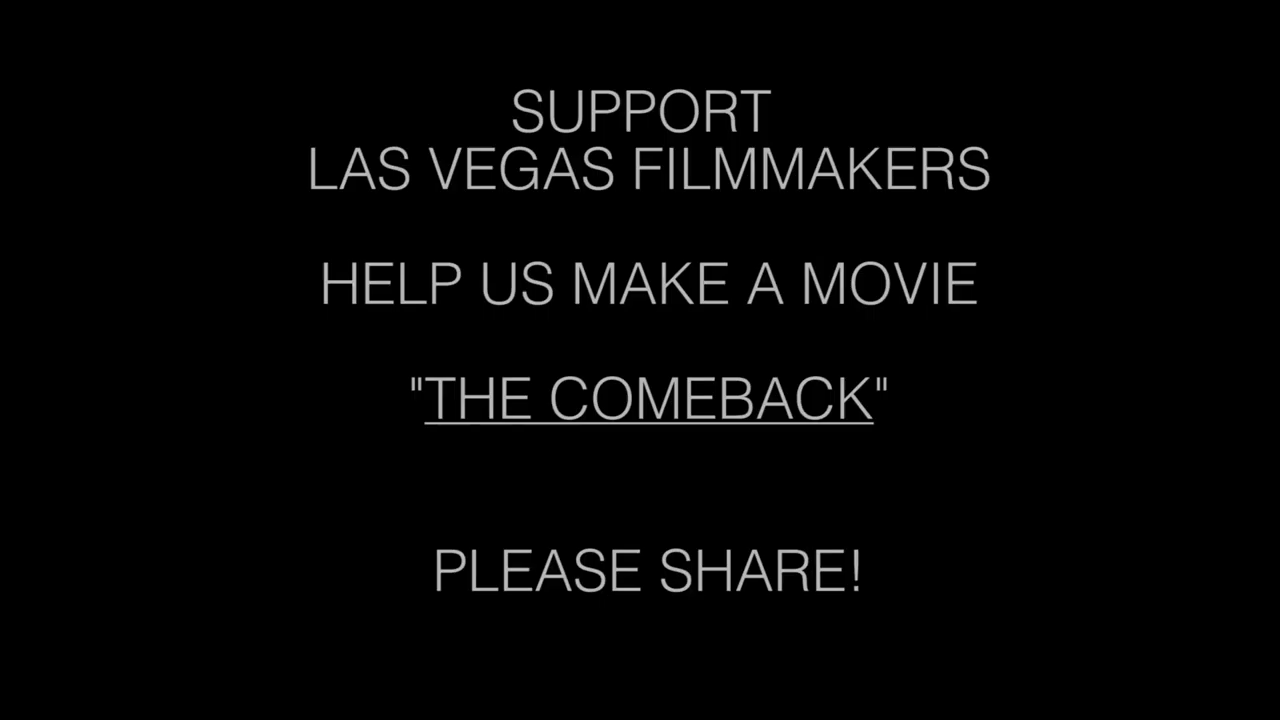 SUPPORT
LAS VEGAS FILMMAKERS
HELP US MAKE A MOVIE
"THE COMEBACK"
PLEASE SHARE!